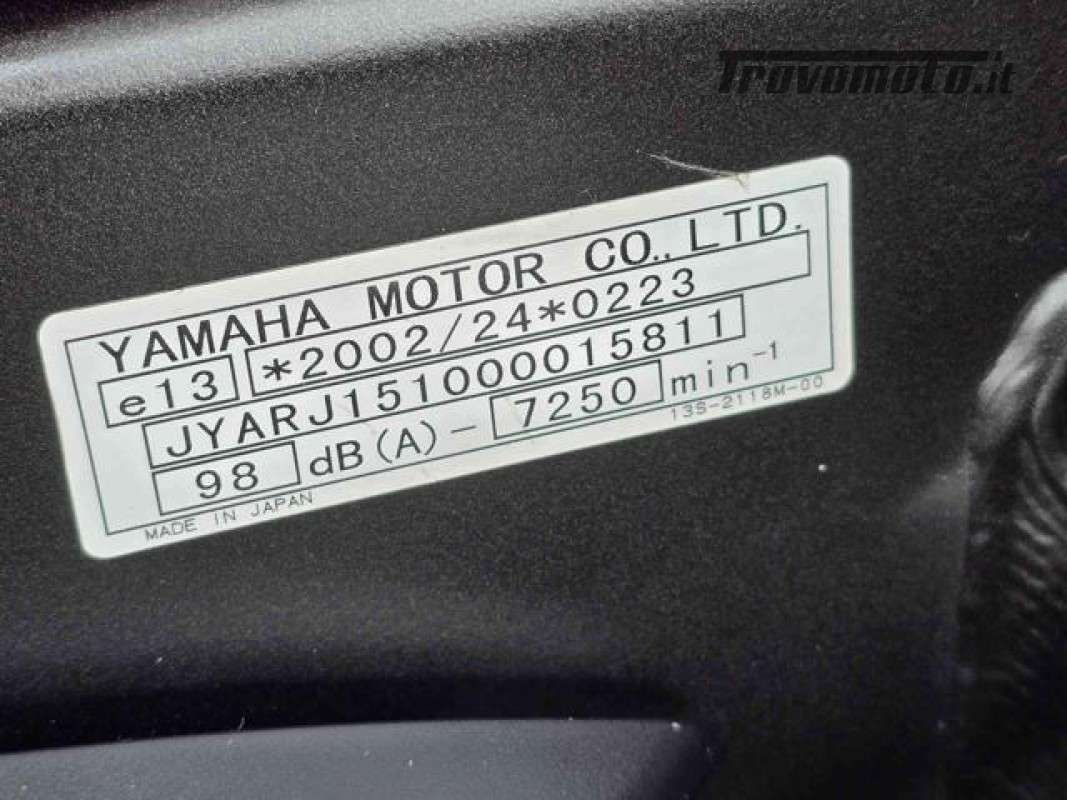 Trovomoto.it
YAMAHA MOTOR CO., LTD.
e13 *2002/24*0223
JYARJ151000015811
98 dB(A)- 7250 min-1
MADE IN JAPAN 13S-2118M-00